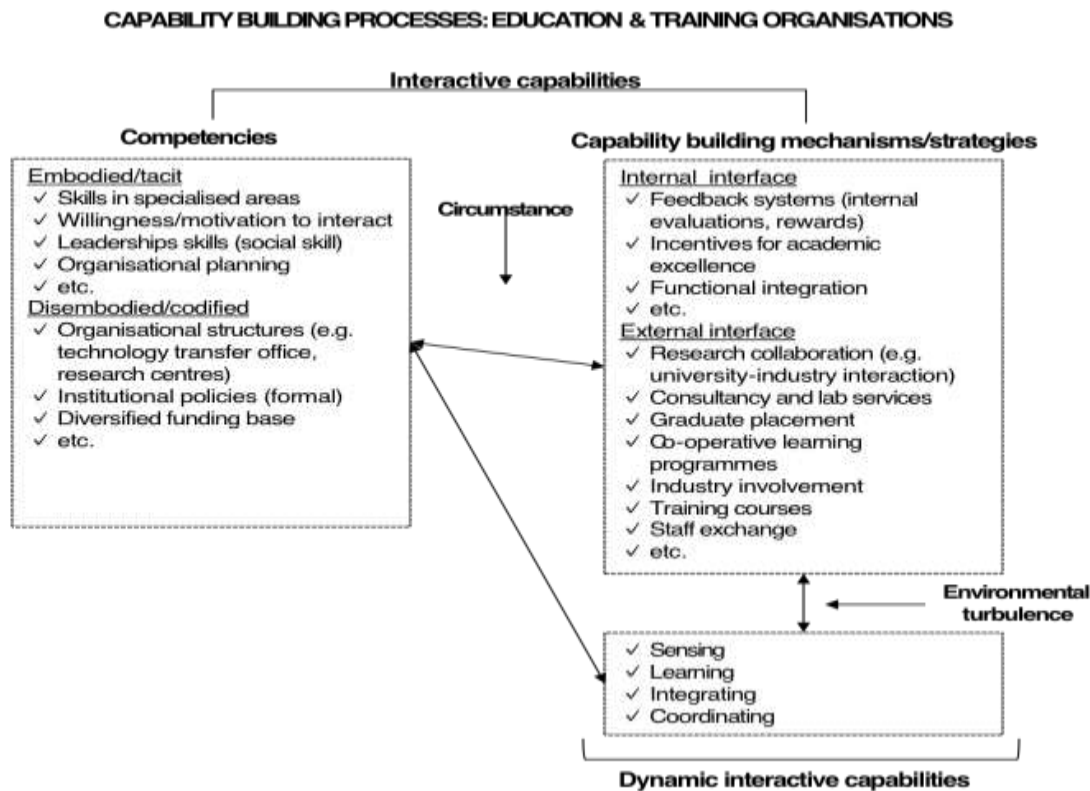 CAPABILITY BUILDING PROCESSES: EDUCATION & TRAINING ORGANISATIONS
Interactive capabilities
Competencies
Embodied/tacit
✓ Skills in specialised areas
✓ Willingness/motivation to interact
✓ Leaderships skills (social skill)
✓ Organisational planning
✓ etc.
Disembodied/codified
✓ Organisational structures (e.g.
technology transfer office,
research centres)
✓ Institutional policies (formal)
✓ Diversified funding base
✓ etc.
Circumstance
Capability building mechanisms/strategies
Internal interface
✓ Feedback systems (internal
evaluations, rewards)
✓ Incentives for academic
excellence
✓ Functional integration
✓ etc.
External interface
✓ Research collaboration (e.g.
university-industry interaction)
✓ Consultancy and lab services
✓ Graduate placement
✓ Co-operative learning
programmes
✓ Industry involvement
✓ Training courses
✓ Staff exchange
✓ etc.
Environmental
turbulence
✓ Sensing
✓ Learning
✓ Integrating
✓ Coordinating
Dynamic interactive capabilities